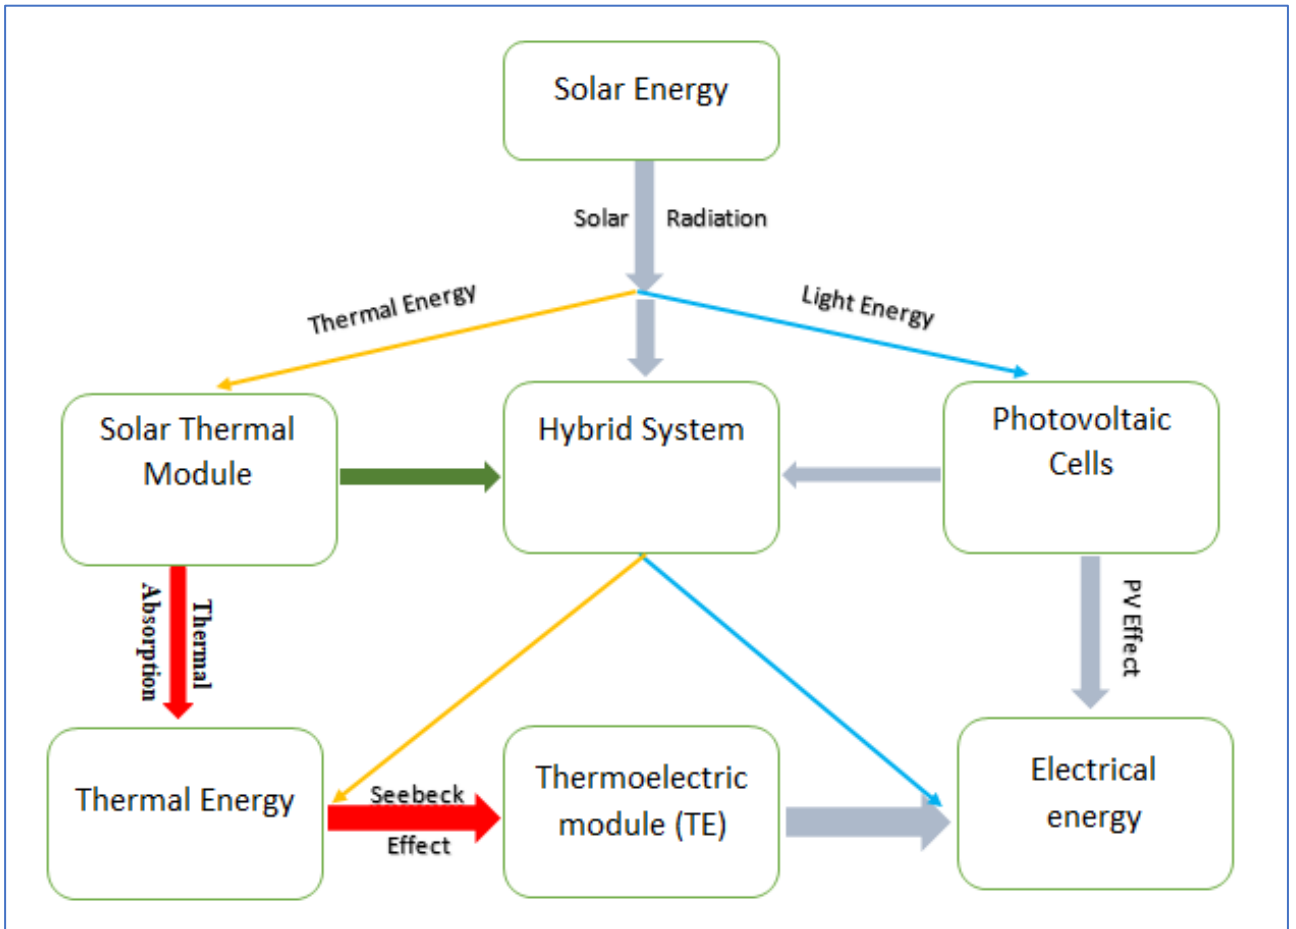 Solar Energy
Solar Radiation
Thermal Energy
Light Energy
Solar Thermal
Module
Hybrid System
Photovoltaic
Cells
Thermal
Absorption
PV Effect
Thermal Energy
Seebeck
Effect
Thermoelectric
module (TE)
Electrical
energy